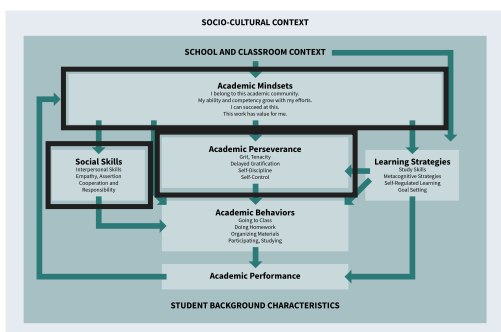 SOCIO-CULTURAL CONTEXT
SCHOOL AND CLASSROOM CONTEXT
Academic Mindsets
I belong to this academic community.
My ability and competency grow with my efforts.
I can succeed at this.
This work has value for me.
Social Skills
Interpersonal Skills
Empathy, Assertion
Cooperation and
Responsibility
Academic Perseverance
Grit, Tenacity
Delayed Gratification
Self-Discipline
Self-Control
Learning Strategies
Study Skills
Metacognitive Strategies
Self-Regulated Learning
Goal Setting
Academic Behaviors
Going to Class
Doing Homework
Organizing Materials
Participating, Studying
Academic Performance
STUDENT BACKGROUND CHARACTERISTICS